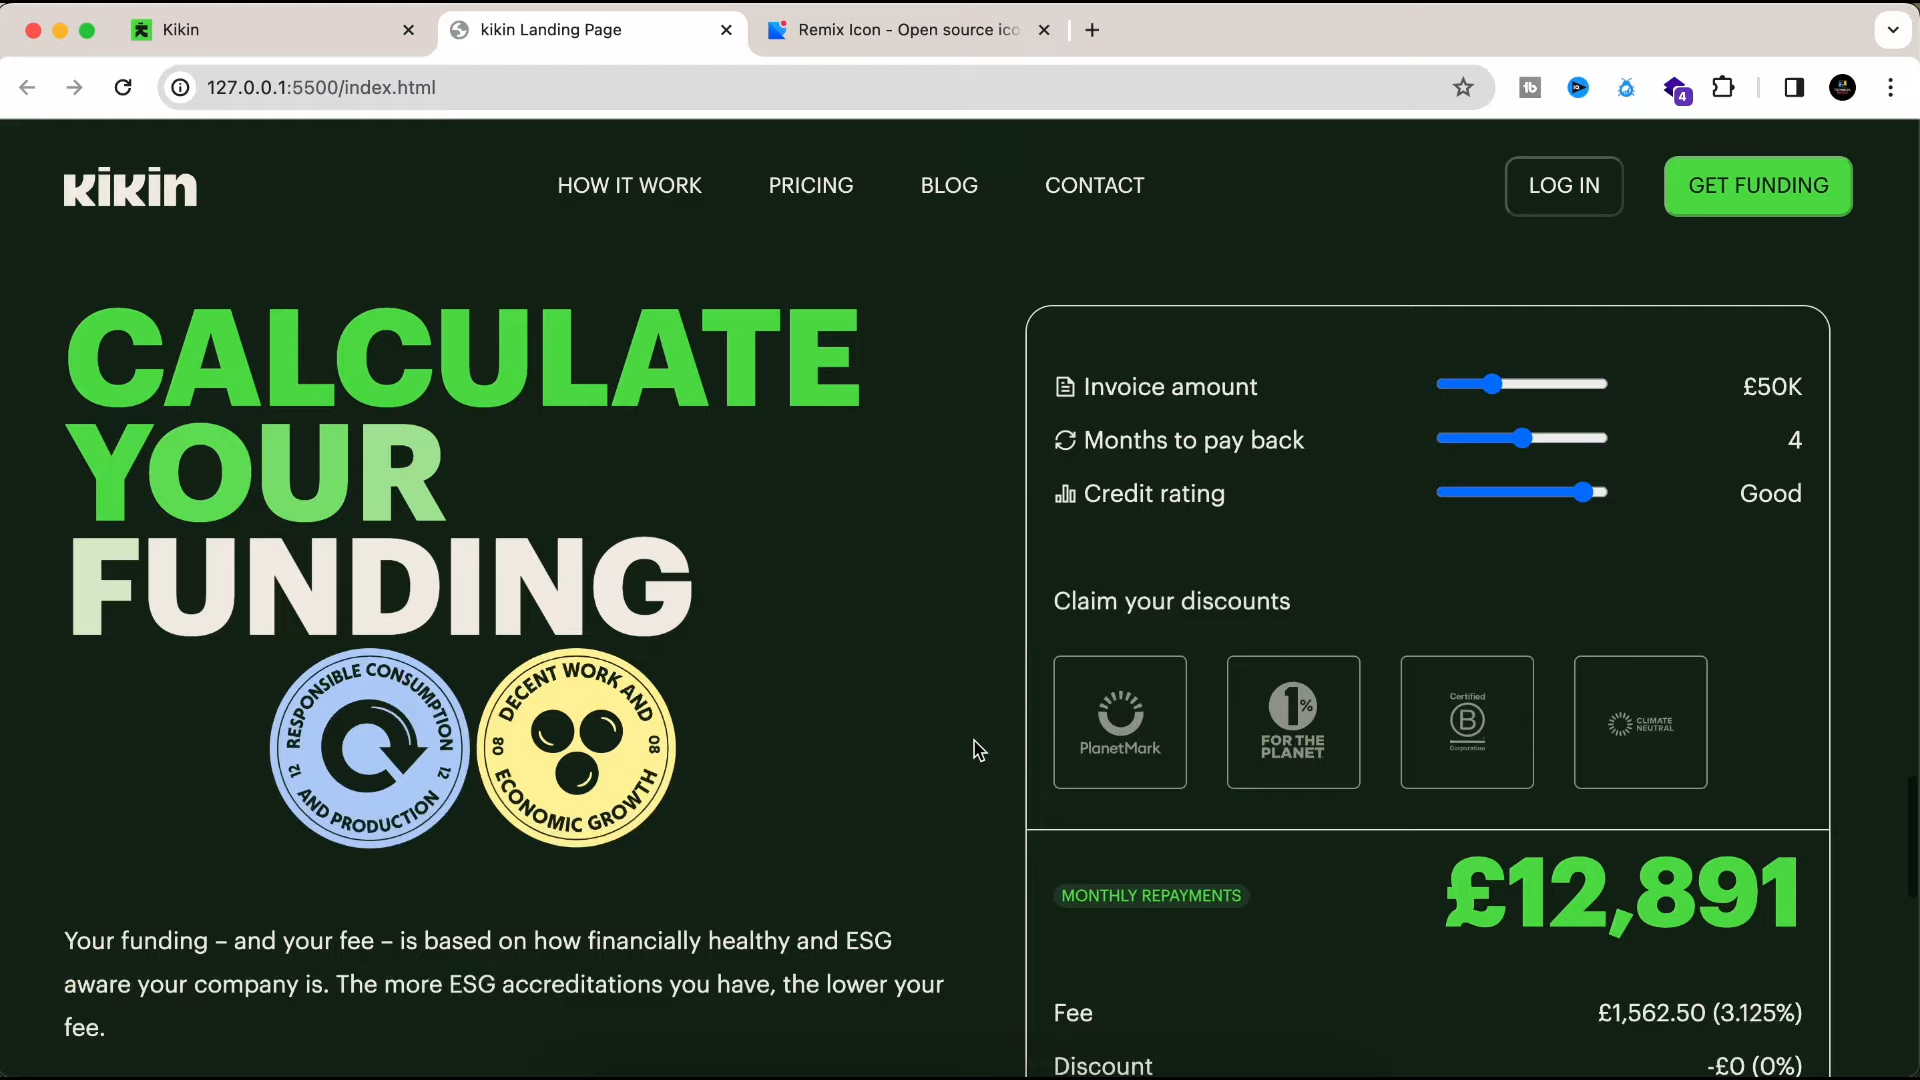 Kikin
kikin Landing Page
Remix Icon - Open source ico
127.0.0.1:5500/index.html
4
kikin
HOW IT WORK
PRICING
BLOG
CONTACT
LOG IN
GET FUNDING
CALCULATE
YOUR
FUNDING
RESPONSIBLE CONSUMPTION
12
12
AND PRODUCTION
DECENT WORK AND
08
08
ECONOMIC GROWTH
Your funding – and your fee – is based on how financially healthy and ESG
aware your company is. The more ESG accreditations you have, the lower your
fee.
Invoice amount
£50K
Months to pay back
4
Credit rating
Good
Claim your discounts
PlanetMark
1%
FOR THE
PLANET
Certified
B
Corporation
CLIMATE
NEUTRAL
MONTHLY REPAYMENTS
£12,891
Fee
£1,562.50 (3.125%)
Discount
-£0 (0%)